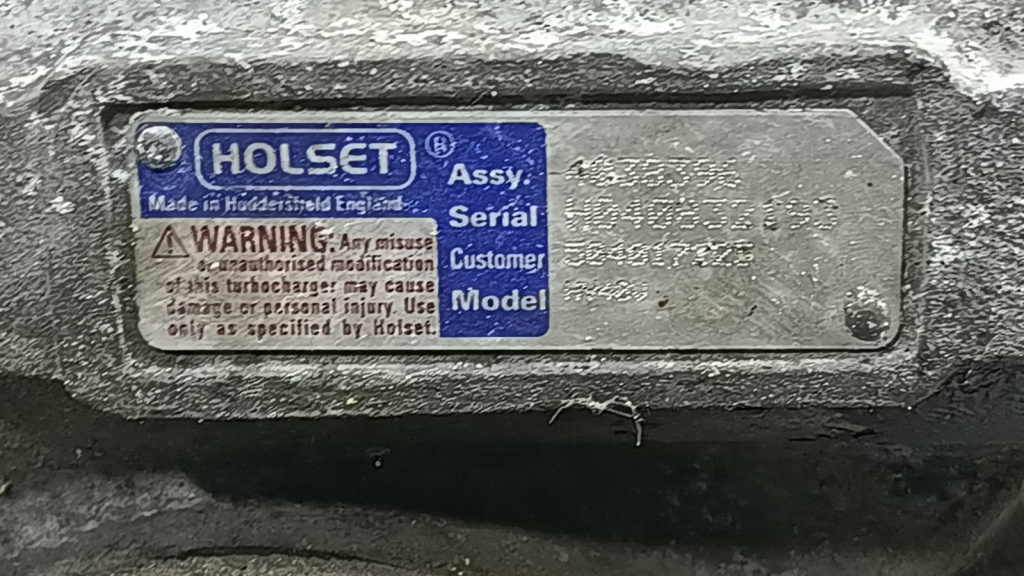 HOLSET ®
Made in Huddersfield England
⚠ WARNING: Any misuse
or unauthorised modification
of this turbocharger may cause
damage or personal injury. Use
only as specified by Holset.
Assy.
Serial
Customer
Model